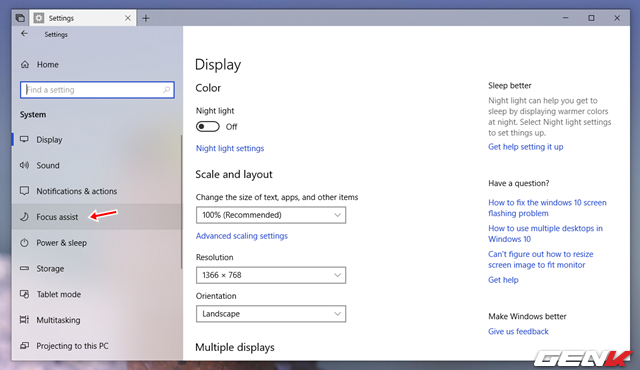 Settings
Settings
Home
Find a setting
System
Display
Sound
Notifications & actions
Focus assist
Power & sleep
Storage
Tablet mode
Multitasking
Projecting to this PC
Display
Color
Night light
Off
Night light settings
Scale and layout
Change the size of text, apps, and other items
100% (Recommended)
Advanced scaling settings
Resolution
1366 × 768
Orientation
Landscape
Multiple displays
Sleep better
Night light can help you get to
sleep by displaying warmer colors
at night. Select Night light settings
to set things up.
Get help setting it up
Have a question?
How to fix the windows 10 screen
flashing problem
How to use multiple desktops in
Windows 10
Can't figure out how to resize
screen image to fit monitor
Get help
Make Windows better
Give us feedback
GENK